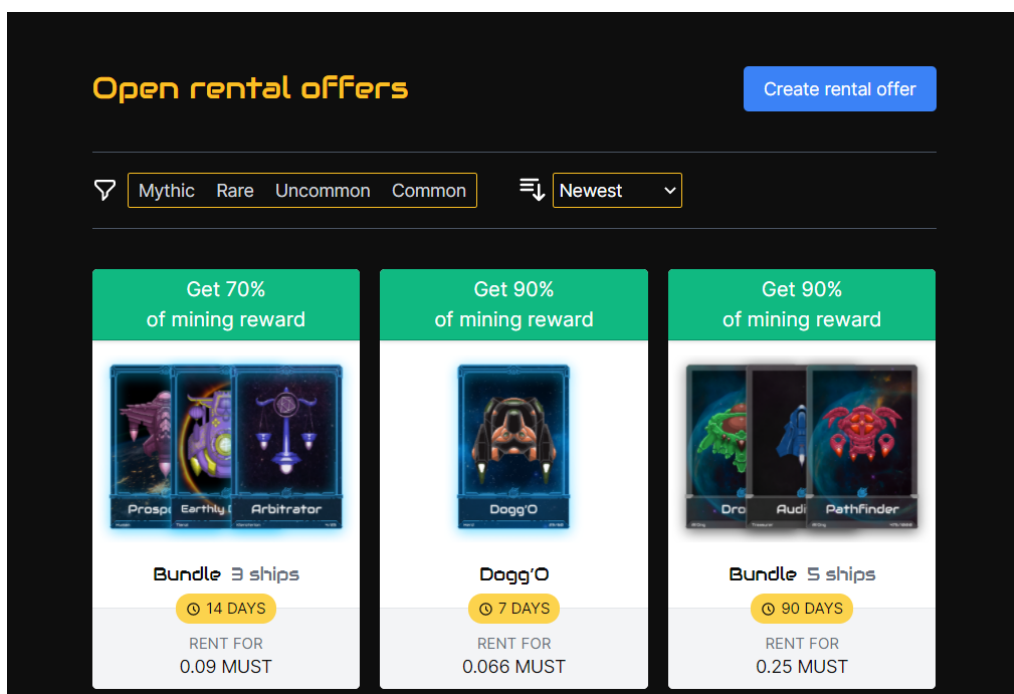 Open rental offers
Create rental offer
Mythic Rare Uncommon Common
Newest
Get 70%
of mining reward
Arbitrator
Bundle 3 ships
14 DAYS
RENT FOR
0.09 MUST
Get 90%
of mining reward
Dogg'O
Dogg'O
7 DAYS
RENT FOR
0.066 MUST
Get 90%
of mining reward
Pathfinder
Bundle 5 ships
90 DAYS
RENT FOR
0.25 MUST